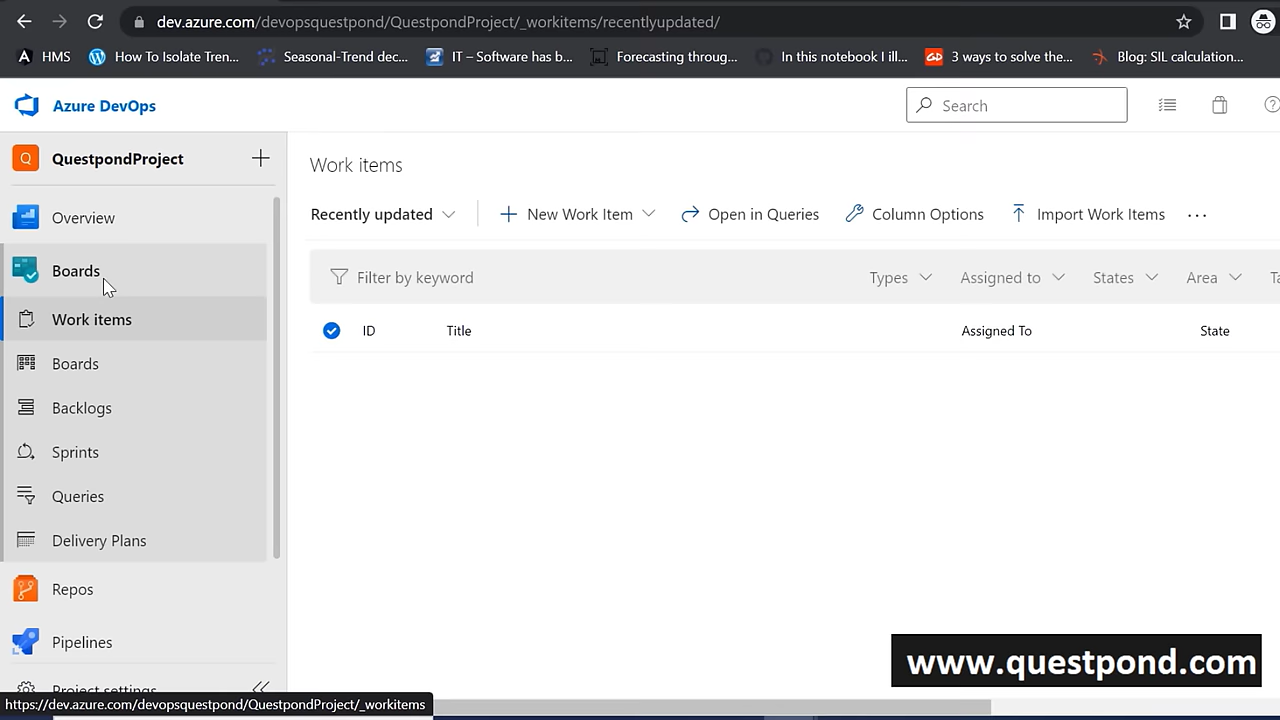 dev.azure.com/devopsquestpond/QuestpondProject/_workitems/recentlyupdated/
HMS How To Isolate Tren... Seasonal-Trend dec... IT – Software has b... Forecasting throug... In this notebook I ill... 3 ways to solve the... Blog: SIL calculation...
Azure DevOps Search
Q QuestpondProject
Overview
Boards
Work items
Boards
Backlogs
Sprints
Queries
Delivery Plans
Repos
Pipelines
Project settings
Work items
Recently updated New Work Item Open in Queries Column Options Import Work Items
Filter by keyword Types Assigned to States Area Ta
ID Title Assigned To State
www.questpond.com
https://dev.azure.com/devopsquestpond/QuestpondProject/_workitems